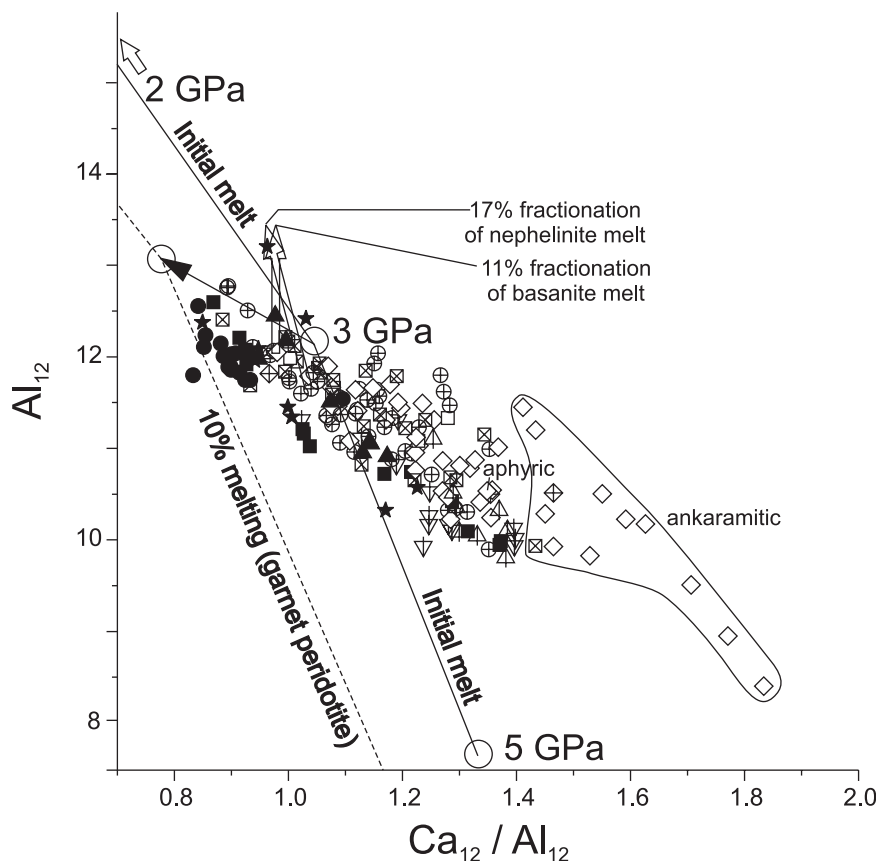 2 GPa
Initial melt
14
17% fractionation
of nephelinite melt
11% fractionation
of basanite melt
3 GPa
12
Al12
aphyric
10% melting (garnet peridotite)
ankaramitic
10
Initial melt
8
5 GPa
0.8 1.0 1.2 1.4 1.6 1.8 2.0
Ca12 / Al12